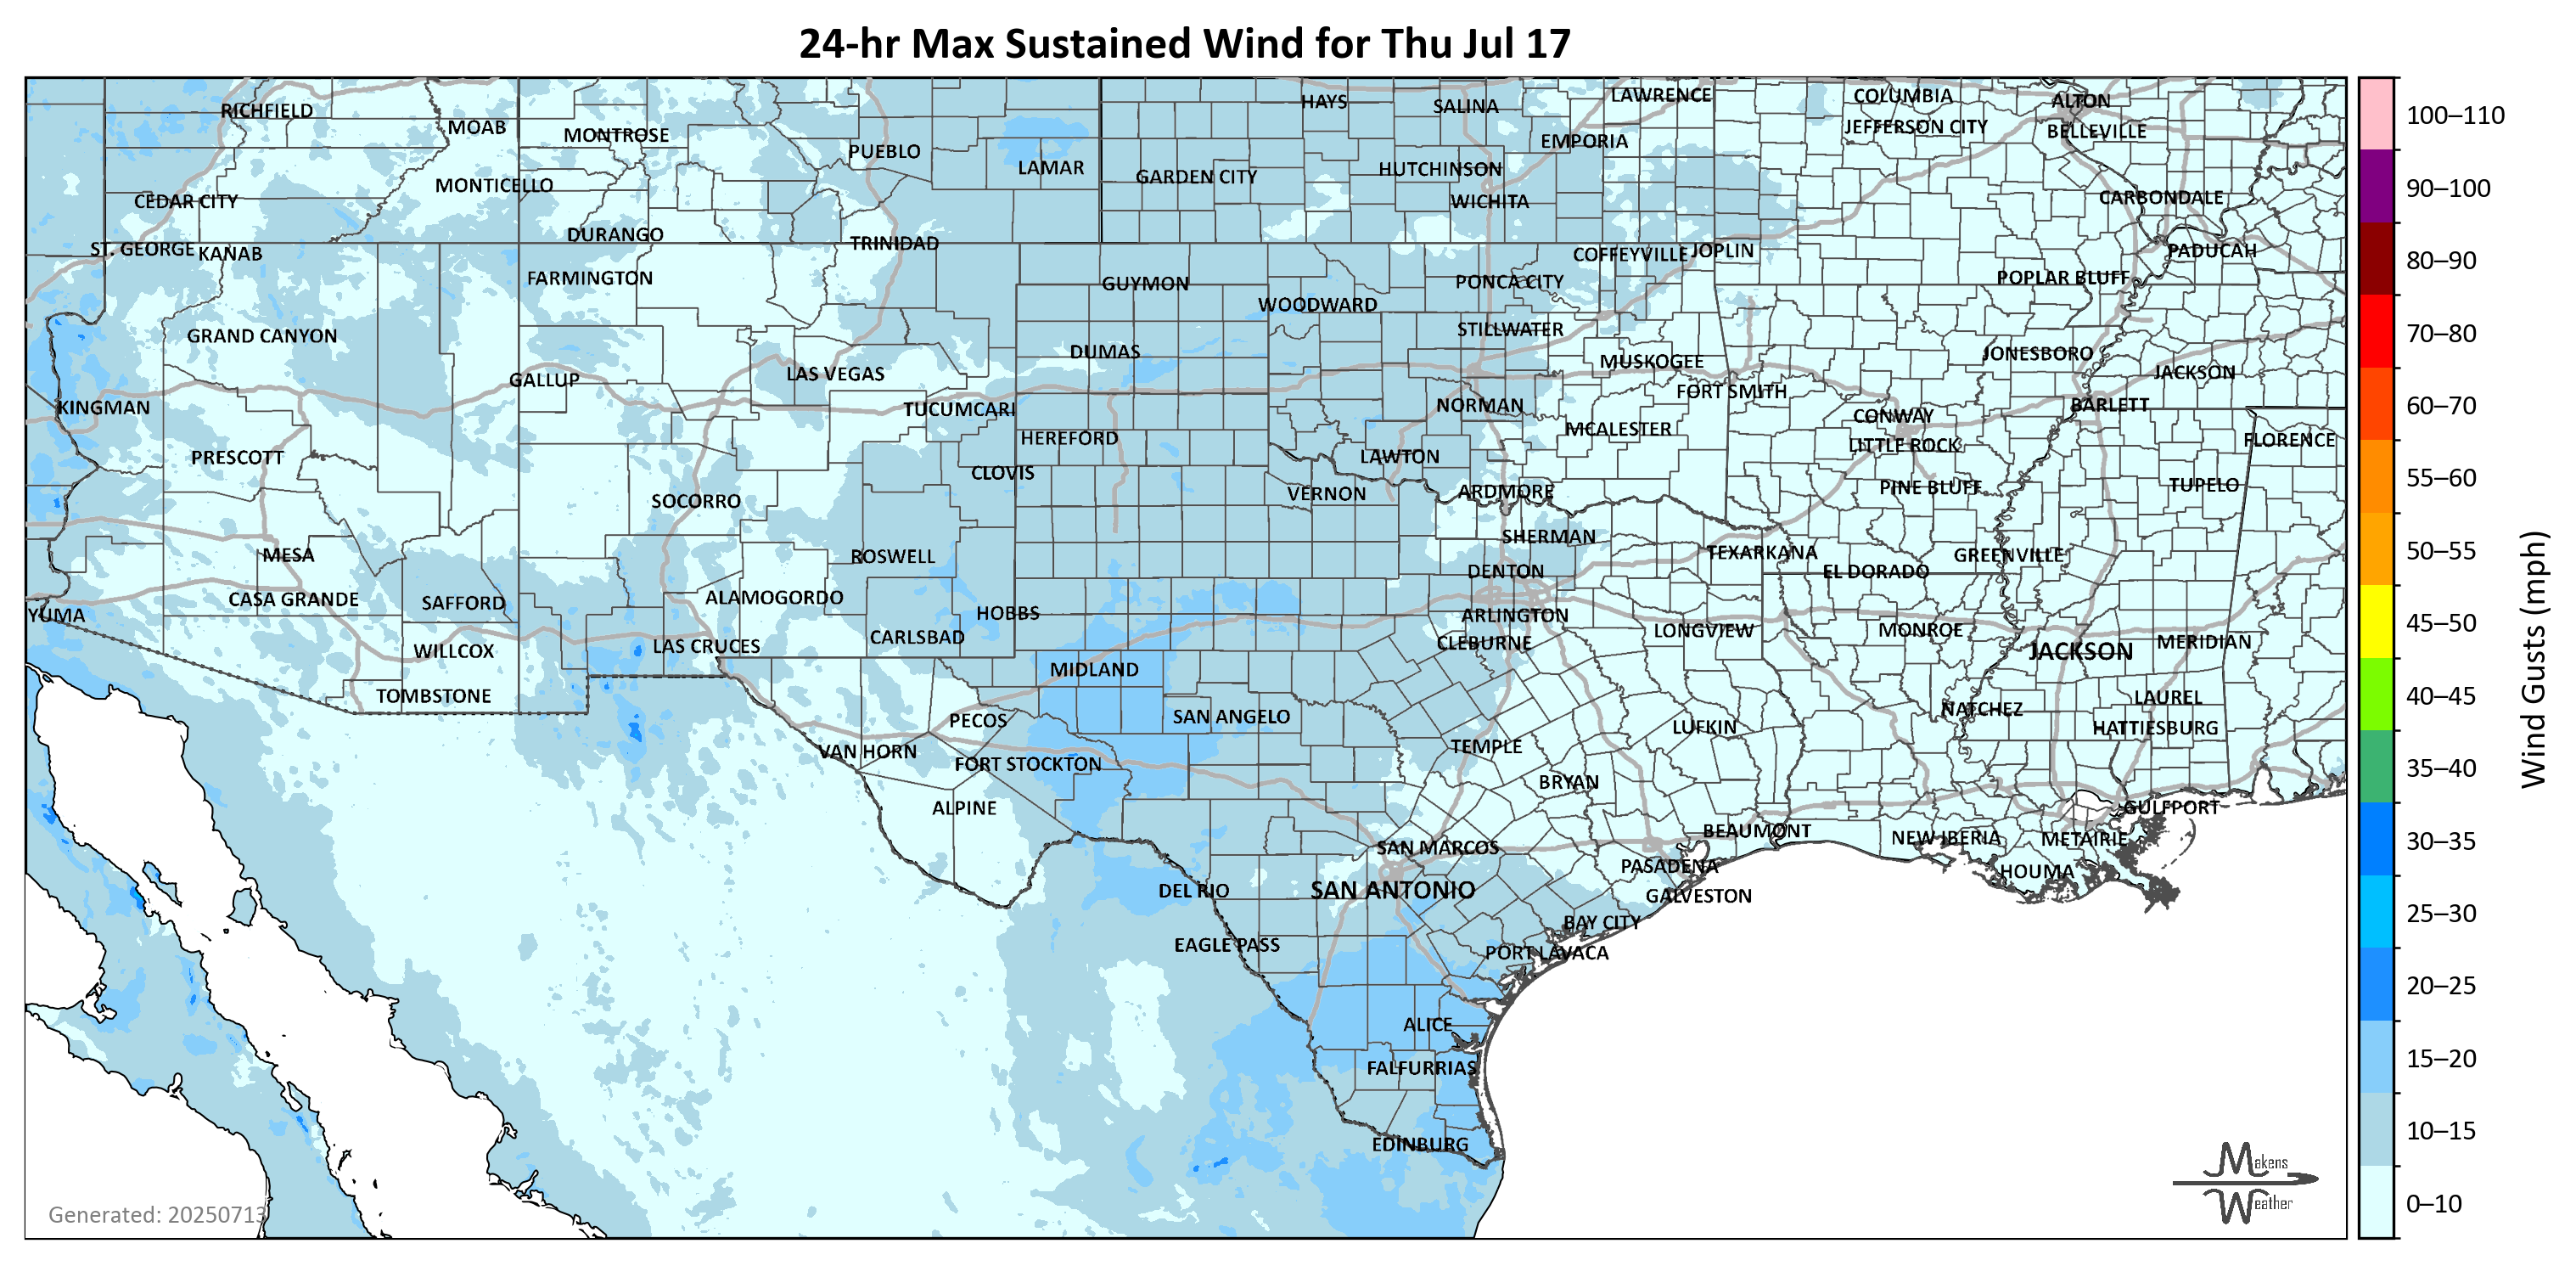 24-hr Max Sustained Wind for Thu Jul 17
RICHFIELD
MOAB
MONTROSE
PUEBLO
LAMAR
HAYS
SALINA
LAWRENCE
COLUMBIA
ALTON
JEFFERSON CITY
BELLEVILLE
EMPORIA
GARDEN CITY
HUTCHINSON
MONTICELLO
CEDAR CITY
WICHITA
CARBONDALE
DURANGO
TRINIDAD
ST. GEORGE
KANAB
COFFEYVILLE
JOPLIN
PADUCAH
FARMINGTON
GUYMON
PONCA CITY
POPLAR BLUFF
WOODWARD
GRAND CANYON
STILLWATER
DUMAS
MUSKOGEE
JONESBORO
GALLUP
LAS VEGAS
JACKSON
FORT SMITH
KINGMAN
TUCUMCARI
NORMAN
CONWAY
BARLETT
HEREFORD
MCALESTER
LITTLE ROCK
FLORENCE
PRESCOTT
CLOVIS
LAWTON
SOCORRO
VERNON
ARDMORE
PINE BLUFF
TUPELO
MESA
ROSWELL
SHERMAN
TEXARKANA
GREENVILLE
DENTON
EL DORADO
CASA GRANDE
SAFFORD
ALAMOGORDO
HOBBS
ARLINGTON
YUMA
CARLSBAD
CLEBURNE
LONGVIEW
MONROE
WILLCOX
LAS CRUCES
JACKSON
MERIDIAN
MIDLAND
TOMBSTONE
PECOS
SAN ANGELO
NATCHEZ
LAUREL
LUFKIN
HATTIESBURG
VAN HORN
FORT STOCKTON
TEMPLE
BRYAN
ALPINE
GULFPORT
BEAUMONT
NEW IBERIA
METAIRIE
SAN MARCOS
PASADENA
HOUMA
DEL RIO
SAN ANTONIO
GALVESTON
BAY CITY
EAGLE PASS
PORT LAVACA
ALICE
FALFURRIAS
EDINBURG
Generated: 20250713
Makens
Weather
100–110
90–100
80–90
70–80
60–70
55–60
50–55
45–50
40–45
35–40
30–35
25–30
20–25
15–20
10–15
0–10
Wind Gusts (mph)